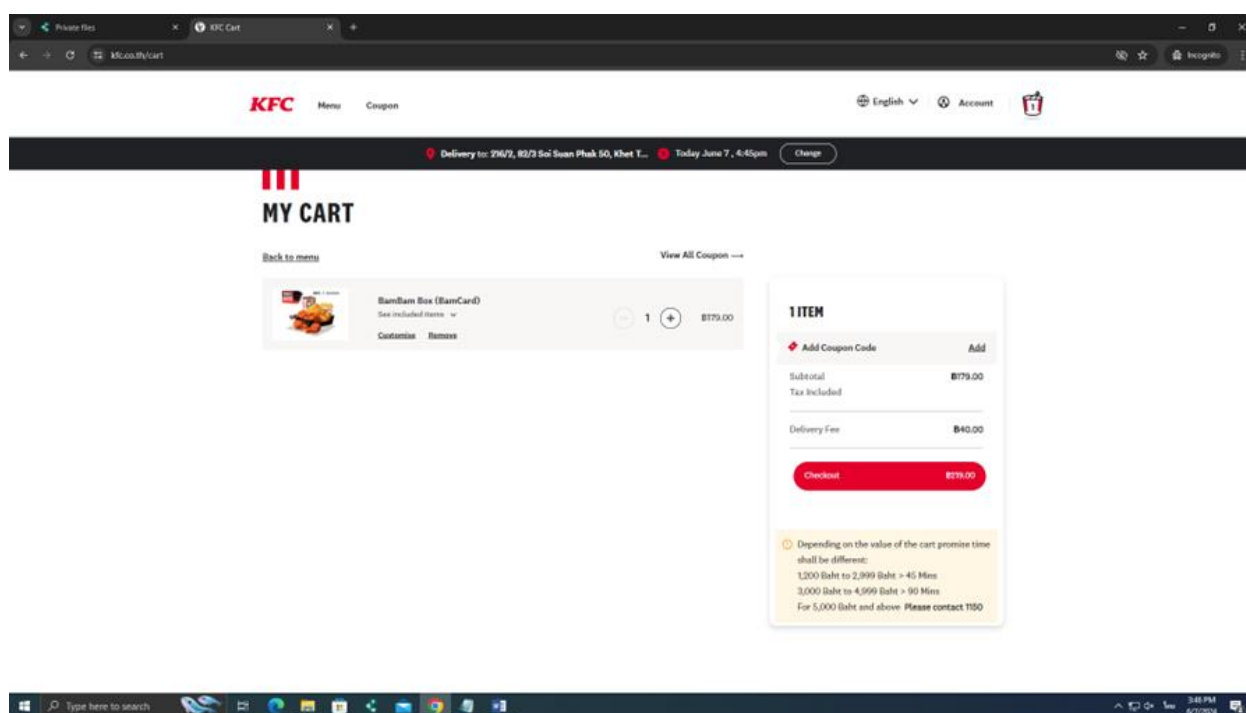 Private files
KFC Cart
kfc.co.th/cart
Incognito
KFC Menu Coupon
English
Account
1
Delivery to: 216/2, 82/3 Soi Suan Phak 50, Khet T...
Today June 7, 4:45pm
Change
MY CART
Back to menu
View All Coupon
BamBam Box (BamCard)
See included items
Customise Remove
1
฿179.00
1 ITEM
Add Coupon Code Add
Subtotal ฿179.00
Tax Included
Delivery Fee ฿40.00
Checkout ฿219.00
Depending on the value of the cart promise time
shall be different:
1,200 Baht to 2,999 Baht > 45 Mins
3,000 Baht to 4,999 Baht > 90 Mins
For 5,000 Baht and above Please contact 1150
Type here to search
3:48 PM
6/7/2024